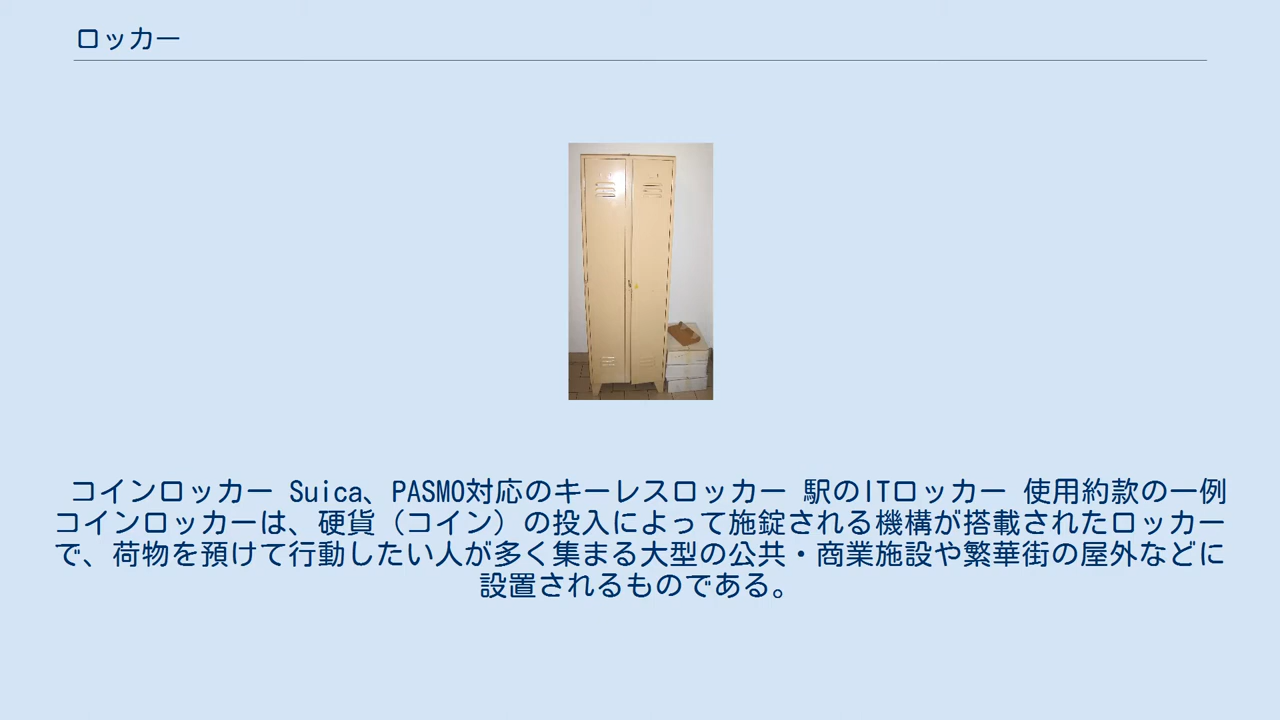 ロッカー
コインロッカー Suica、PASMO対応のキーレスロッカー 駅のITロッカー 使用約款の一例
コインロッカーは、硬貨（コイン）の投入によって施錠される機構が搭載されたロッカー
で、荷物を預けて行動したい人が多く集まる大型の公共・商業施設や繁華街の屋外などに
設置されるものである。